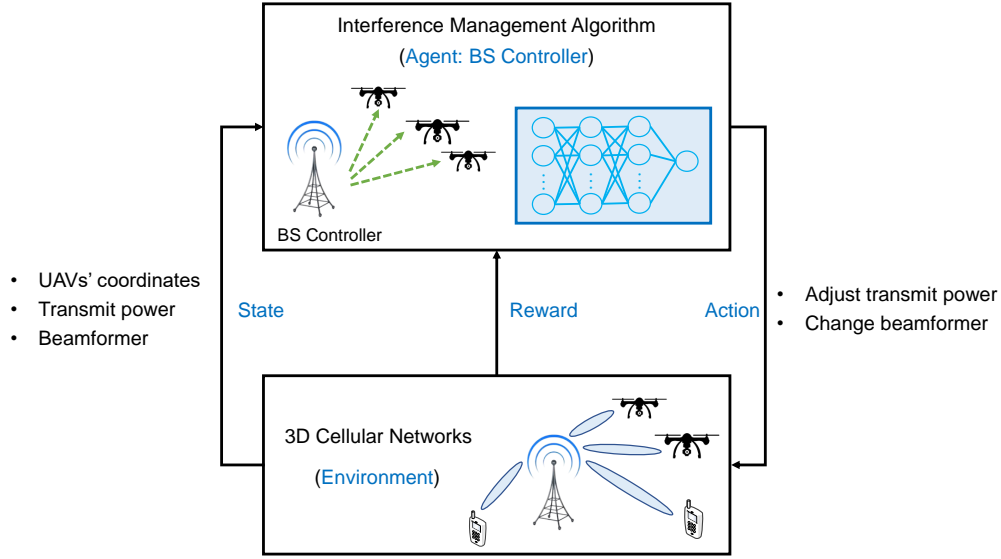 Interference Management Algorithm
(Agent: BS Controller)
BS Controller
• UAVs' coordinates
• Transmit power
• Beamformer
State
Reward
Action
• Adjust transmit power
• Change beamformer
3D Cellular Networks
(Environment)